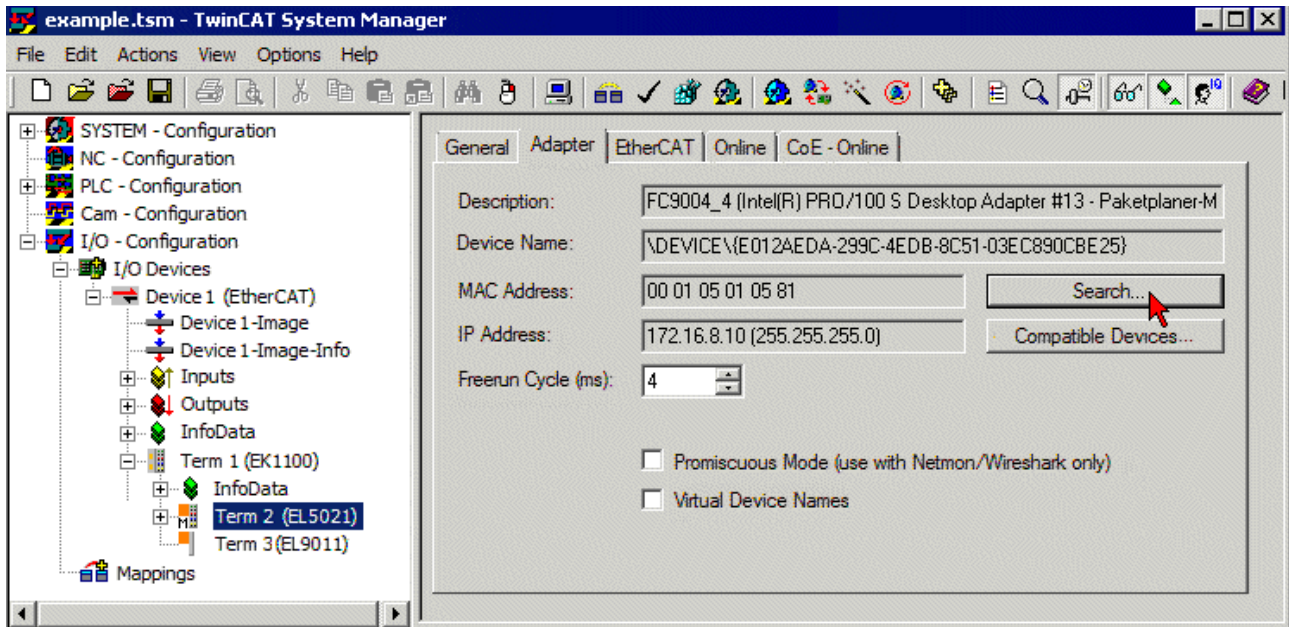 example.tsm - TwinCAT System Manager
File Edit Actions View Options Help
SYSTEM - Configuration
NC - Configuration
PLC - Configuration
Cam - Configuration
I/O - Configuration
I/O Devices
Device 1 (EtherCAT)
Device 1-Image
Device 1-Image-Info
Inputs
Outputs
InfoData
Term 1 (EK1100)
InfoData
Term 2 (EL5021)
Term 3(EL9011)
Mappings
General Adapter EtherCAT Online CoE - Online
Description: FC9004_4 (Intel(R) PRO/100 S Desktop Adapter #13 - Paketplaner-M
Device Name: \DEVICE\{E012AEDA-299C-4EDB-8C51-03EC890CBE25}
MAC Address: 00 01 05 01 05 81 Search...
IP Address: 172.16.8.10 (255.255.255.0) Compatible Devices...
Freerun Cycle (ms): 4
Promiscuous Mode (use with Netmon/Wireshark only)
Virtual Device Names